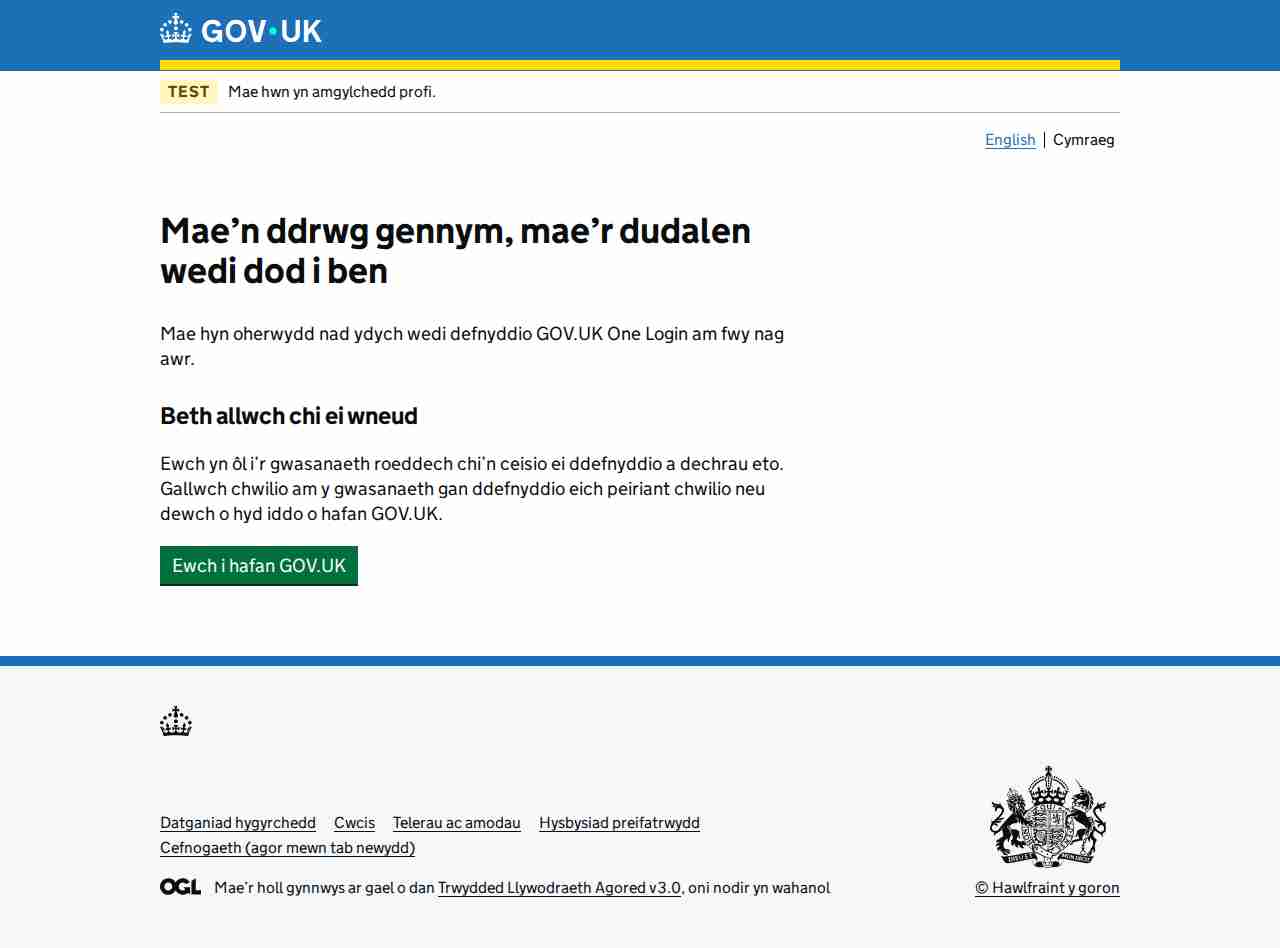 GOV·UK
TEST Mae hwn yn amgylchedd profi.
English Cymraeg
Mae’n ddrwg gennym, mae’r dudalen
wedi dod i ben
Mae hyn oherwydd nad ydych wedi defnyddio GOV.UK One Login am fwy nag
awr.
Beth allwch chi ei wneud
Ewch yn ôl i’r gwasanaeth roeddech chi’n ceisio ei ddefnyddio a dechrau eto.
Gallwch chwilio am y gwasanaeth gan ddefnyddio eich peiriant chwilio neu
dewch o hyd iddo o hafan GOV.UK.
Ewch i hafan GOV.UK
Datganiad hygyrchedd Cwcis Telerau ac amodau Hysbysiad preifatrwydd
Cefnogaeth (agor mewn tab newydd)
OGL Mae’r holl gynnwys ar gael o dan Trwydded Llywodraeth Agored v3.0, oni nodir yn wahanol
© Hawlfraint y goron